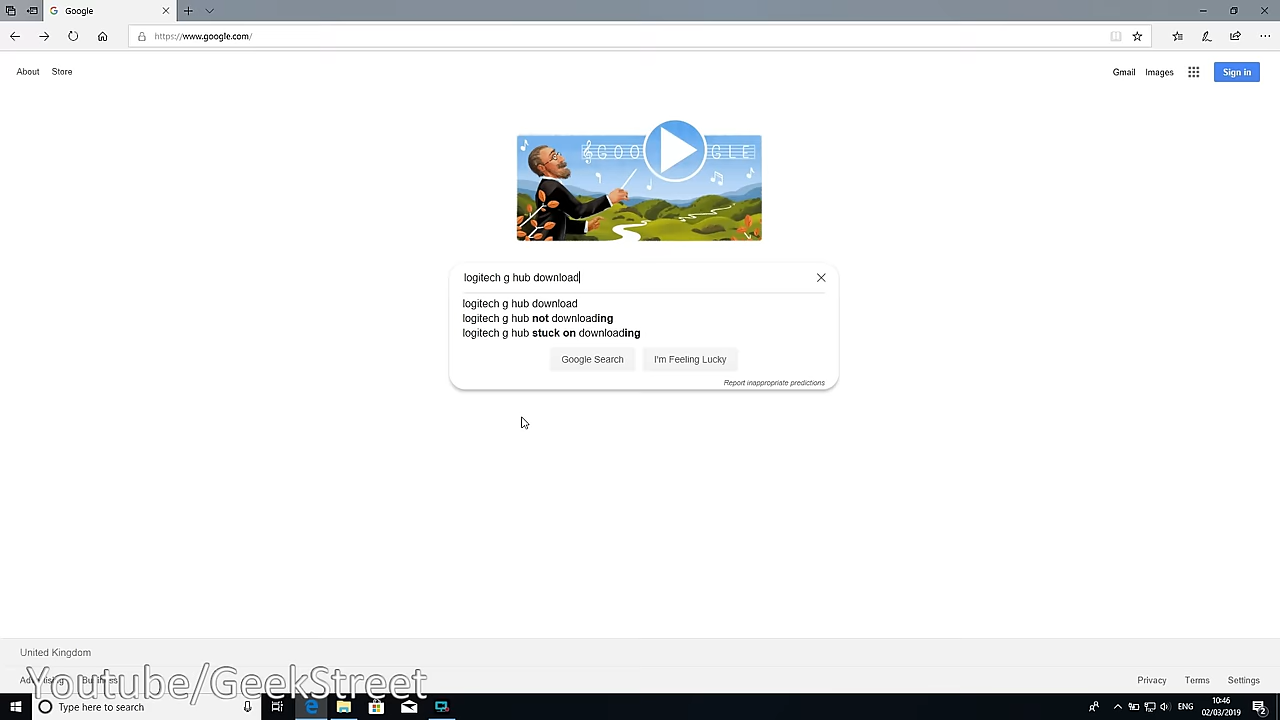 Google
https://www.google.com/
About Store
Gmail Images Sign in
logitech g hub download
logitech g hub download
logitech g hub not downloading
logitech g hub stuck on downloading
Google Search I'm Feeling Lucky
Report inappropriate predictions
United Kingdom
Privacy Terms Settings
Youtube/GeekStreet
Type here to search
ENG
10:46
02/03/2019
2